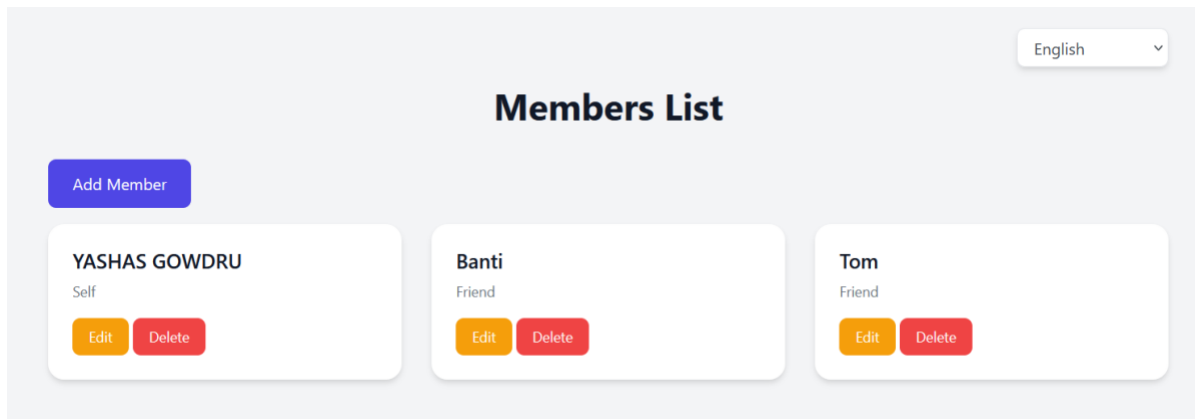 English
Members List
Add Member
YASHAS GOWDRU
Self
Edit Delete
Banti
Friend
Edit Delete
Tom
Friend
Edit Delete